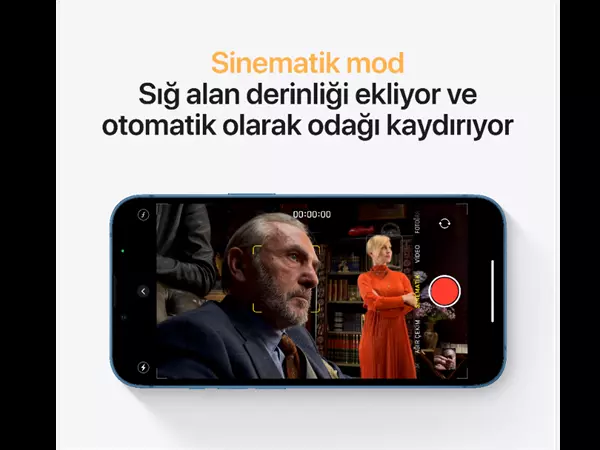 Sinematik mod
Sığ alan derinliği ekliyor ve
otomatik olarak odağı kaydırıyor
00:00:00
FOTOĞ
VİDEO
SİNEMATİK
AĞIR ÇEKİM